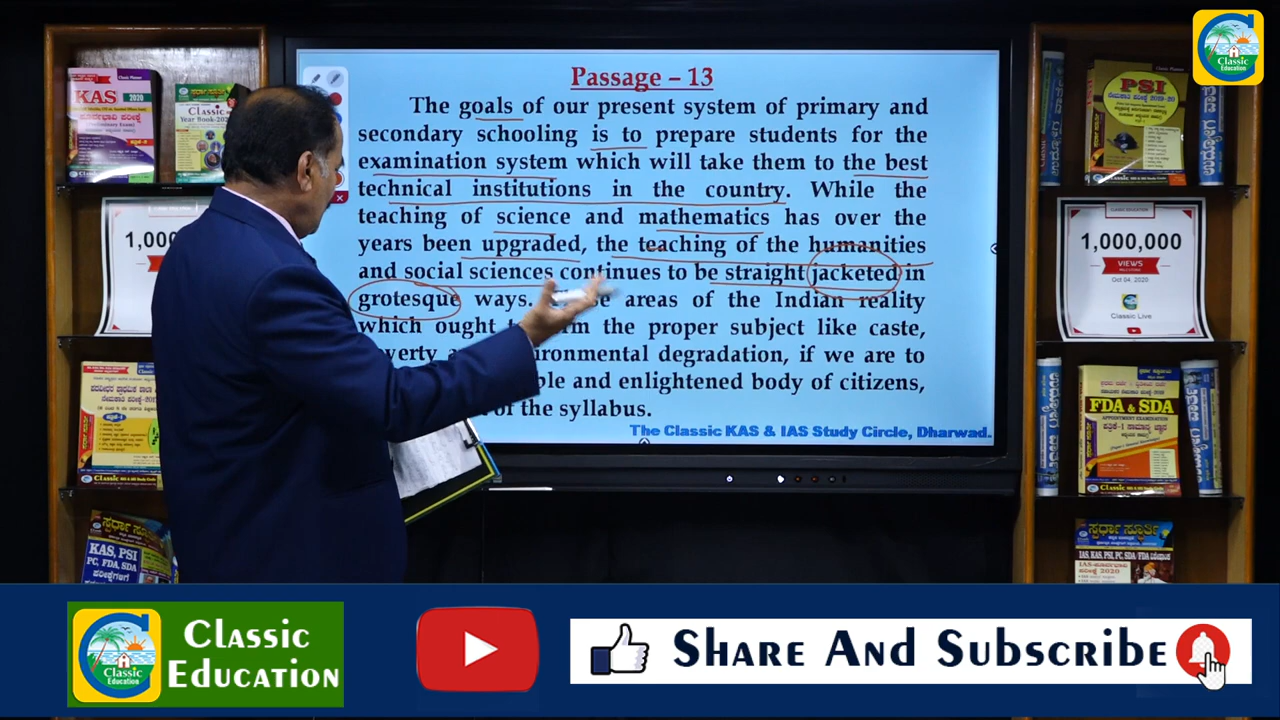 Passage – 13
The goals of our present system of primary and
secondary schooling is to prepare students for the
examination system which will take them to the best
technical institutions in the country. While the
teaching of science and mathematics has over the
years been upgraded, the teaching of the humanities
and social sciences continues to be straight jacketed in
grotesque ways. areas of the Indian reality
which ought the proper subject like caste,
degradation, if we are to
and enlightened body of citizens,
of the syllabus.
The Classic KAS & IAS Study Circle, Dharwad.
Classic
Education
KAS 2020
Classic
Year Book-20
1,000
KAS, PSI
PC, FDA, SDA
PSI
1,000,000
VIEWS
Oct 04, 2020
Classic Live
FDA & SDA
ಸ್ಪರ್ಧಾ ಸ್ಫೂರ್ತಿ
IAS, KAS, PSI, PC, SDA/FDA
Classic
Education
CLASSIC
EDUCATION
SHARE AND SUBSCRIBE